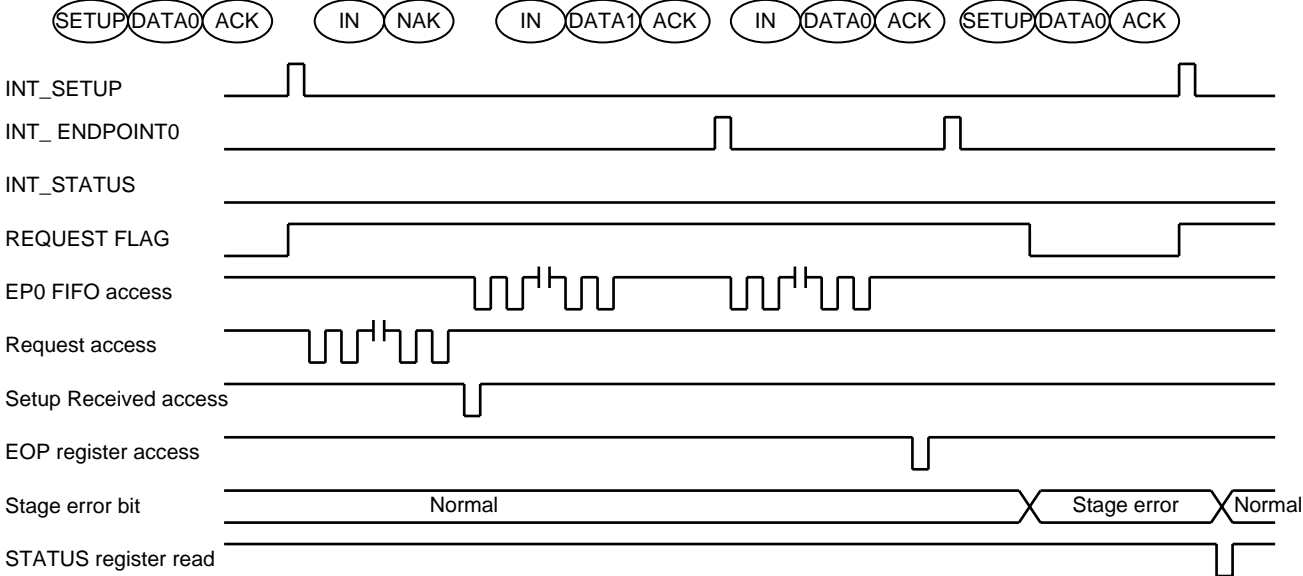 SETUP DATA0 ACK IN NAK IN DATA1 ACK IN DATA0 ACK SETUP DATA0 ACK
INT_SETUP
INT_ ENDPOINT0
INT_STATUS
REQUEST FLAG
EP0 FIFO access
Request access
Setup Received access
EOP register access
Stage error bit Normal Stage error Normal
STATUS register read